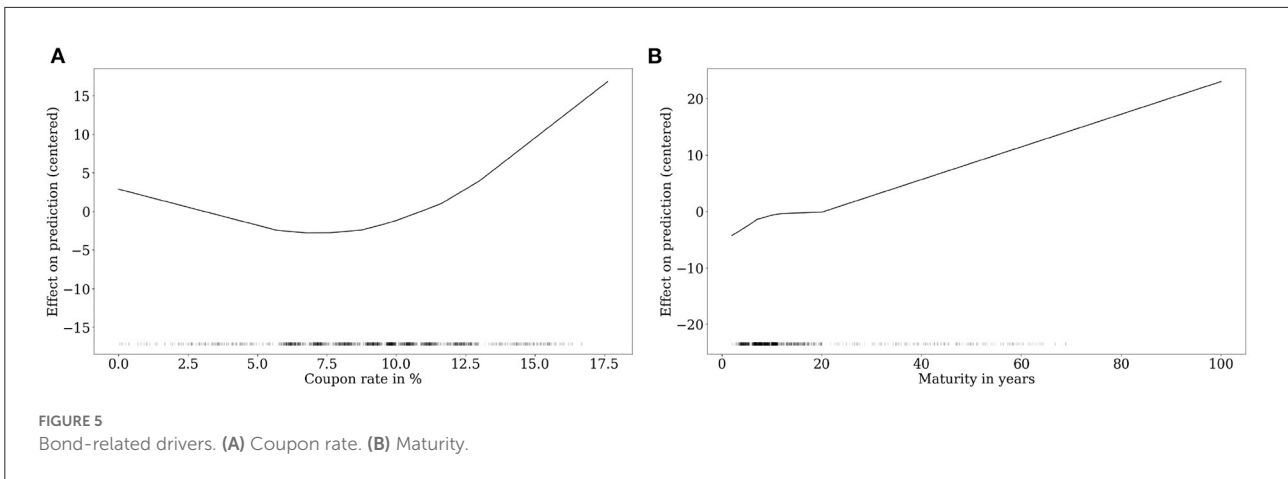 A
B
Effect on prediction (centered)
15
10
5
0
−5
−10
−15
0.0 2.5 5.0 7.5 10.0 12.5 15.0 17.5
Coupon rate in %
Effect on prediction (centered)
20
10
0
−10
−20
0 20 40 60 80 100
Maturity in years
FIGURE 5
Bond-related drivers. (A) Coupon rate. (B) Maturity.